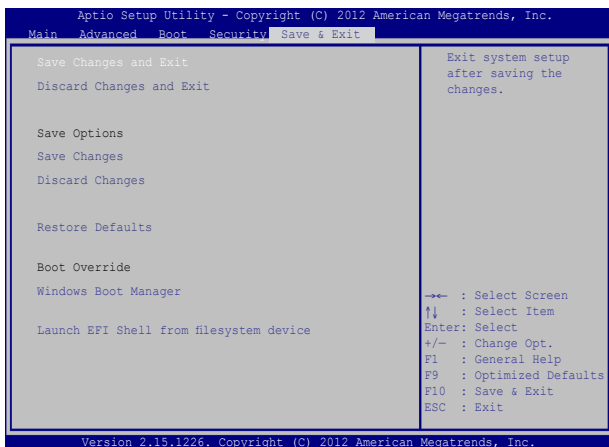 Aptio Setup Utility - Copyright (C) 2012 American Megatrends, Inc.
Main Advanced Boot Security Save & Exit
Save Changes and Exit
Discard Changes and Exit
Save Options
Save Changes
Discard Changes
Restore Defaults
Boot Override
Windows Boot Manager
Launch EFI Shell from filesystem device
Exit system setup
after saving the
changes.
→← : Select Screen
↑↓ : Select Item
Enter: Select
+/— : Change Opt.
F1 : General Help
F9 : Optimized Defaults
F10 : Save & Exit
ESC : Exit
Version 2.15.1226. Copyright (C) 2012 American Megatrends, Inc.